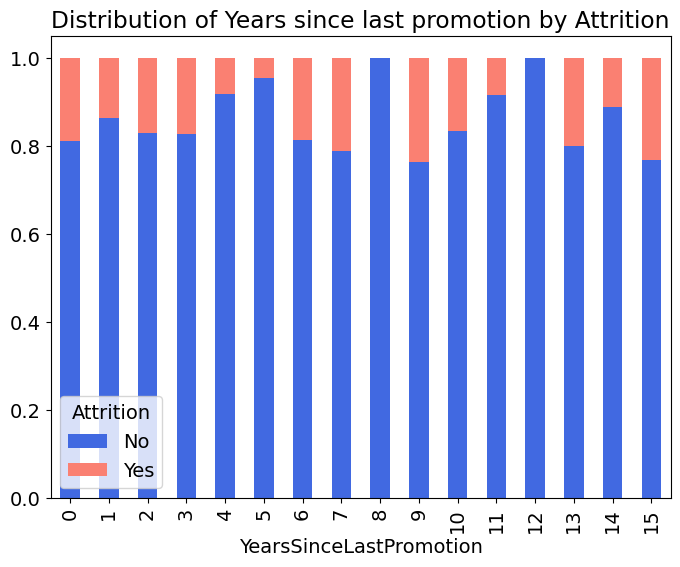 Distribution of Years since last promotion by Attrition
1.0
0.8
0.6
0.4
0.2
0.0
Attrition
No
Yes
0 1 2 3 4 5 6 7 8 9 10 11 12 13 14 15
YearsSinceLastPromotion